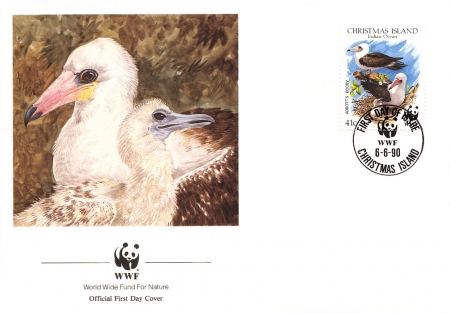 CHRISTMAS ISLAND
Indian Ocean
ABBOTT'S BOOBY
41c
WWF
FIRST DAY OF ISSUE
WWF
6-6-90
CHRISTMAS ISLAND
WWF
World Wide Fund For Nature
Official First Day Cover